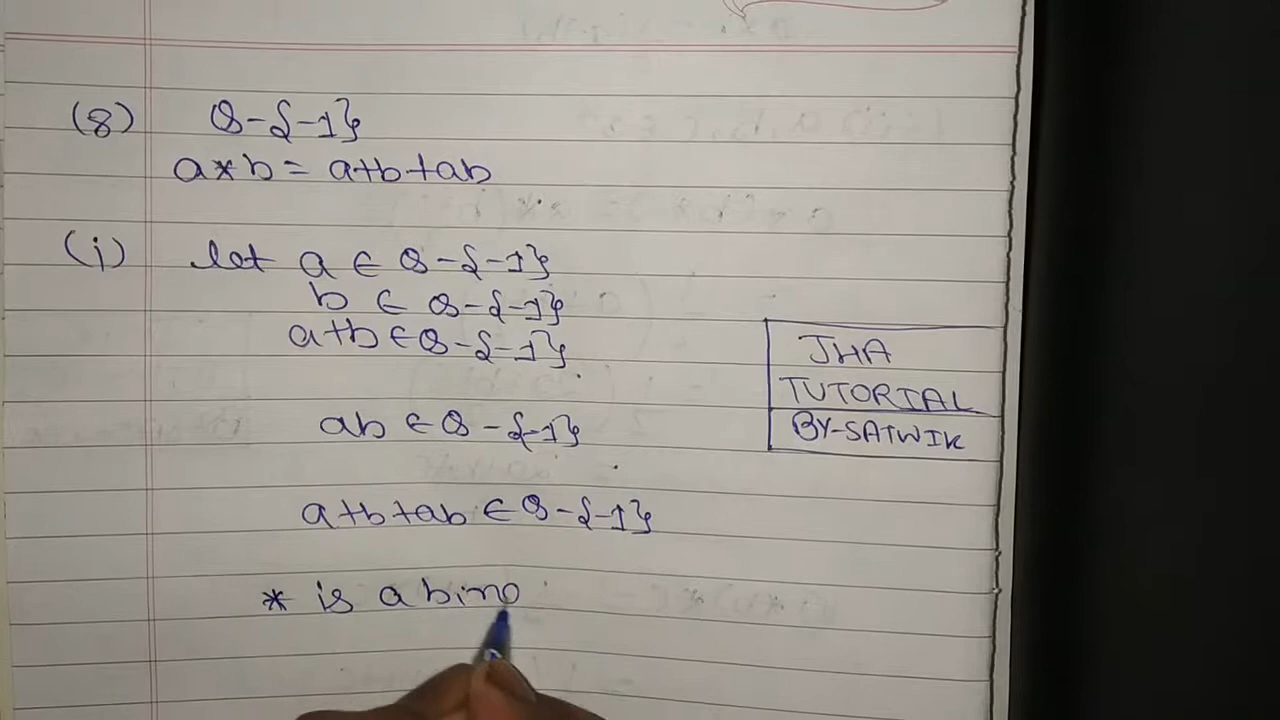 (8) Q-{-1}
a*b = a+b+ab
(i) let a ∈ Q-{-1}
b ∈ Q-{-1}
a+b ∈ Q-{-1}
ab ∈ Q-{-1}
a+b+ab ∈ Q-{-1}
* is a bino
JHA
TUTORIAL
BY-SATWIK